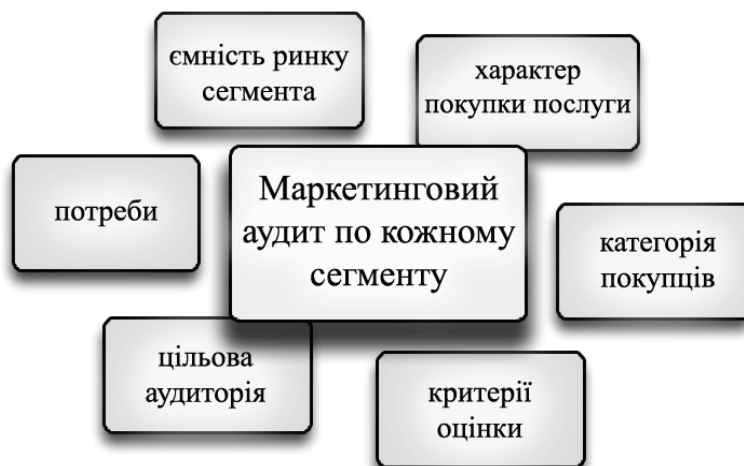 ємність ринку
сегмента
характер
покупки послуги
потреби
Маркетинговий
аудит по кожному
сегменту
категорія
покупців
цільова
аудиторія
критерії
оцінки